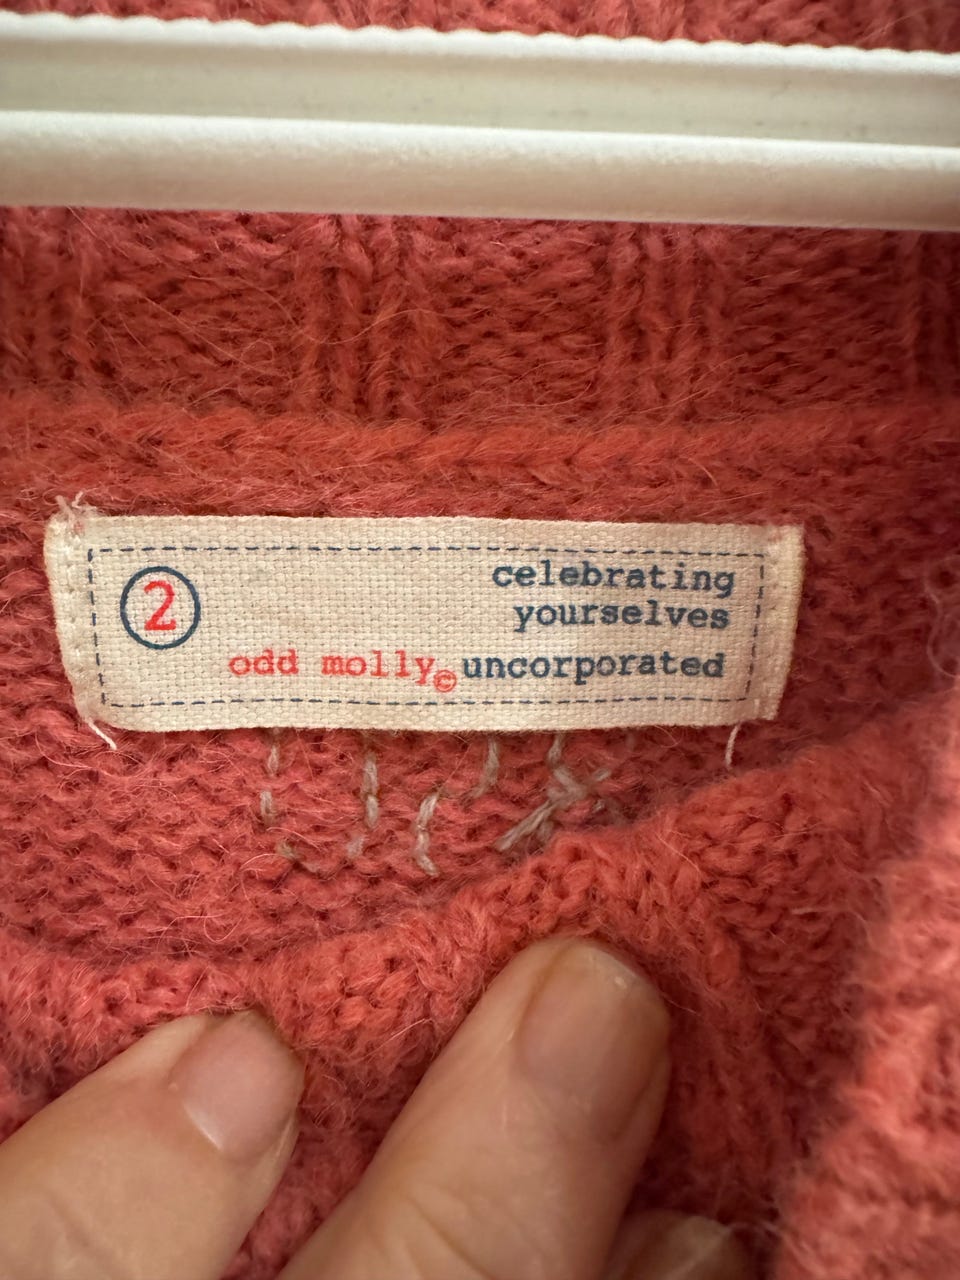 celebrating
2 yourselves
odd molly© uncorporated